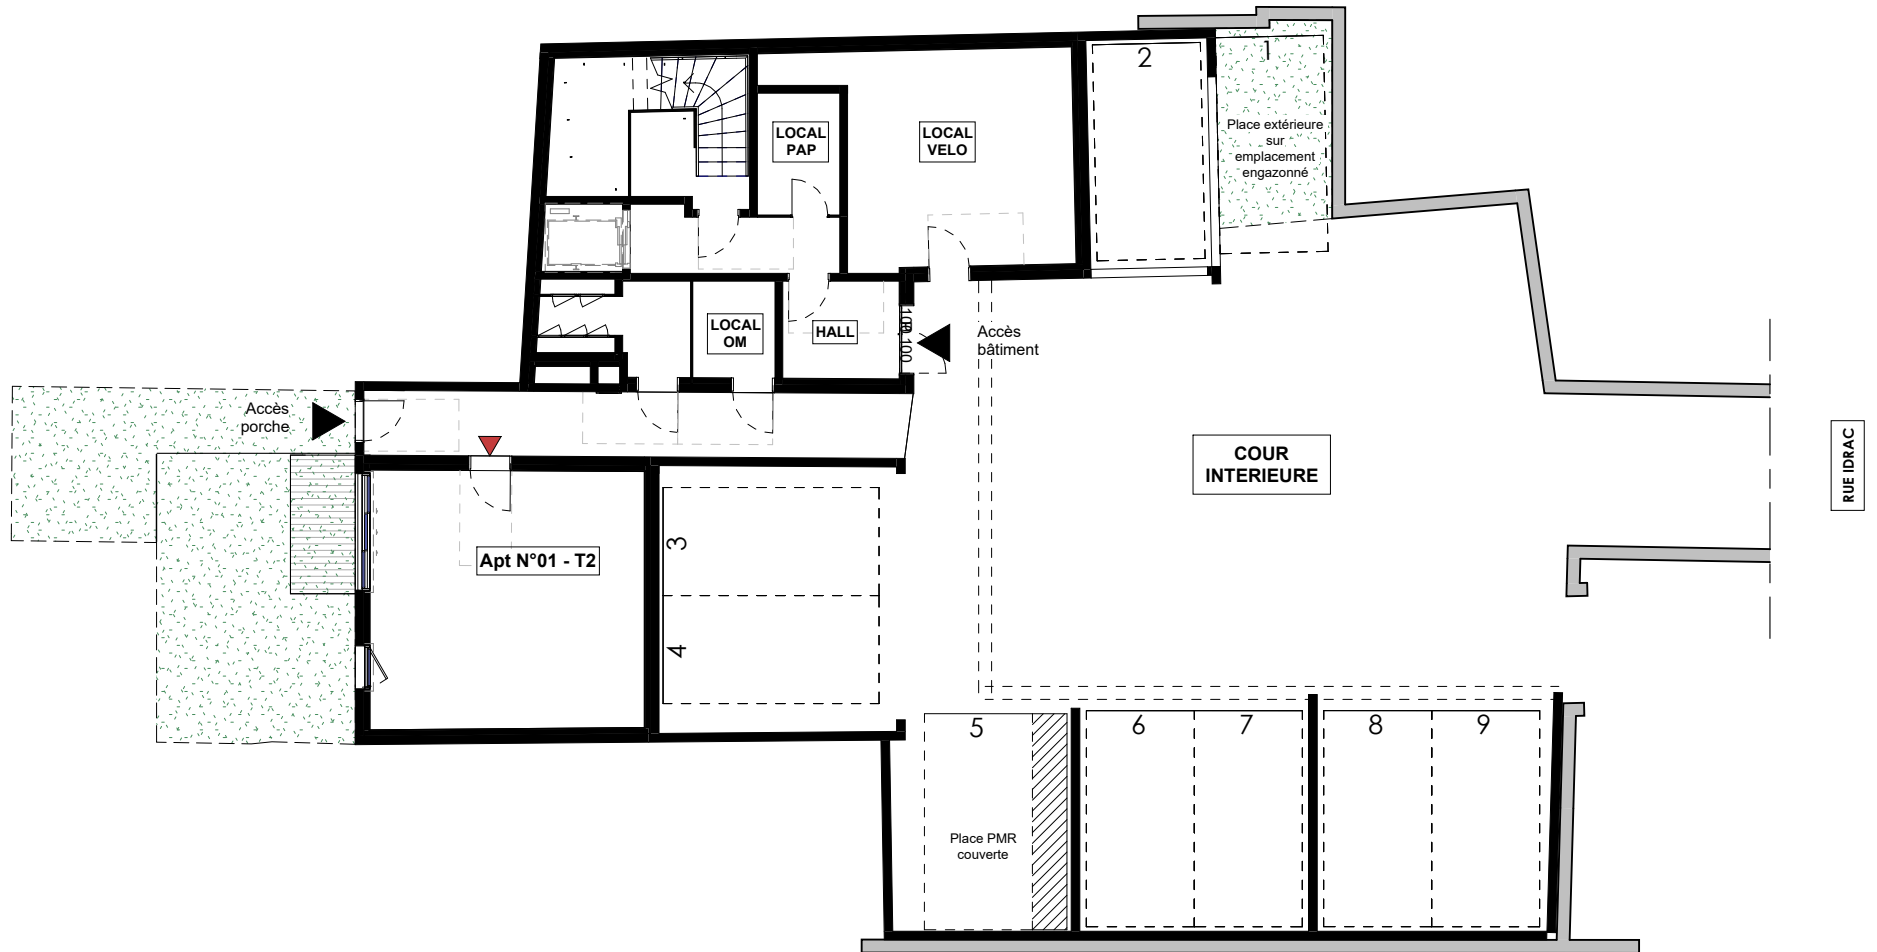 2
1
LOCAL
PAP
LOCAL
VELO
Place extérieure
sur
emplacement
engazonné
LOCAL
OM
HALL
100
Accès
bâtiment
Accès
porche
COUR
INTERIEURE
RUE IDRAC
3
Apt N°01 - T2
4
5
6
7
8
9
Place PMR
couverte